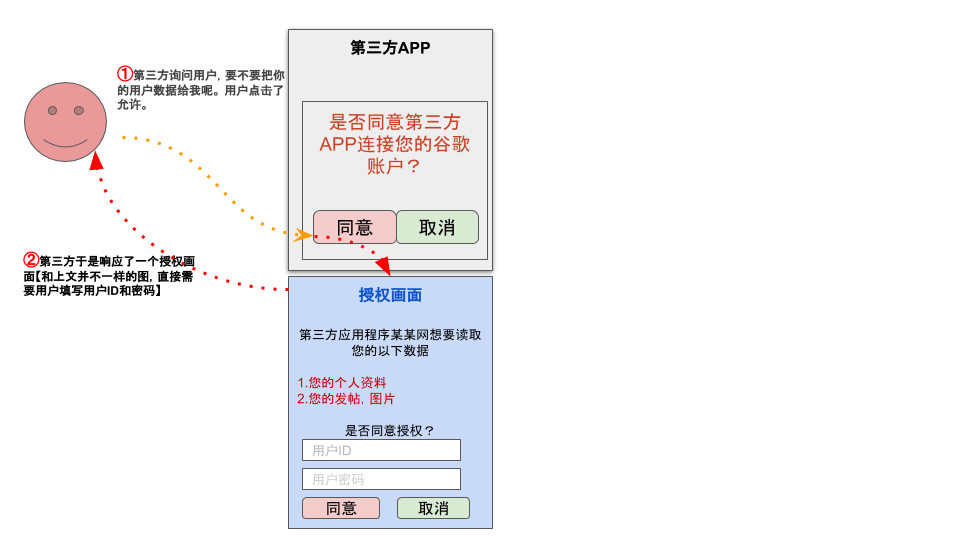 第三方APP
①第三方询问用户，要不要把你
的用户数据给我呢。用户点击了
允许。
是否同意第三方
APP连接您的谷歌
账户？
同意
取消
②第三方于是响应了一个授权画
面【和上文并不一样的图，直接需
要用户填写用户ID和密码】
授权画面
第三方应用程序某某网想要读取
您的以下数据
1.您的个人资料
2.您的发帖，图片
是否同意授权？
用户ID
用户密码
同意
取消